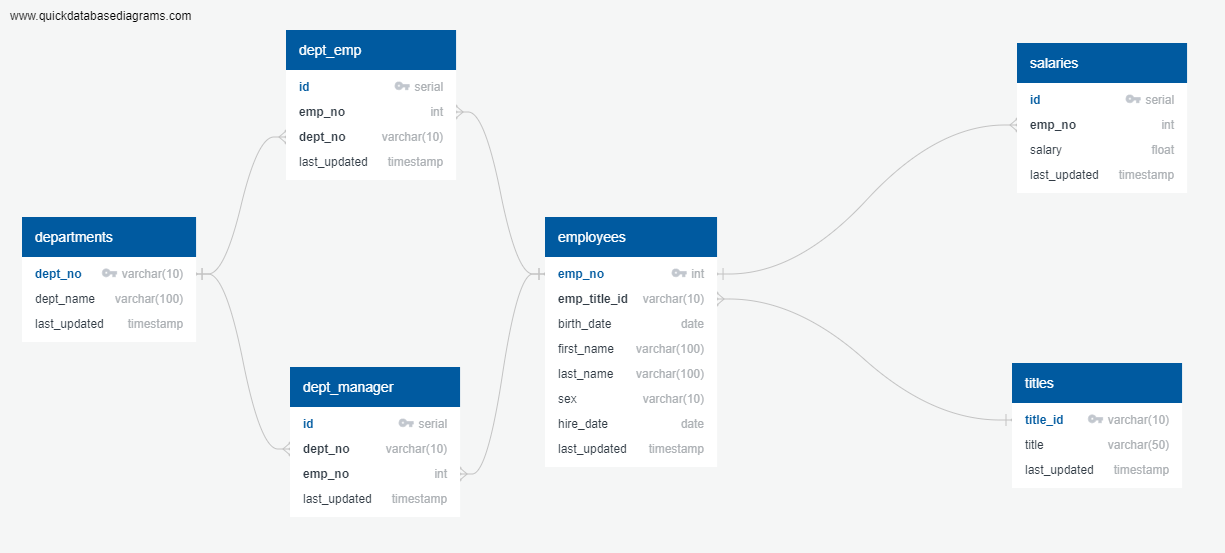 www.quickdatabasediagrams.com
dept_emp
id serial
emp_no int
dept_no varchar(10)
last_updated timestamp
salaries
id serial
emp_no int
salary float
last_updated timestamp
departments
dept_no varchar(10)
dept_name varchar(100)
last_updated timestamp
employees
emp_no int
emp_title_id varchar(10)
birth_date date
first_name varchar(100)
last_name varchar(100)
sex varchar(10)
hire_date date
last_updated timestamp
dept_manager
id serial
dept_no varchar(10)
emp_no int
last_updated timestamp
titles
title_id varchar(10)
title varchar(50)
last_updated timestamp